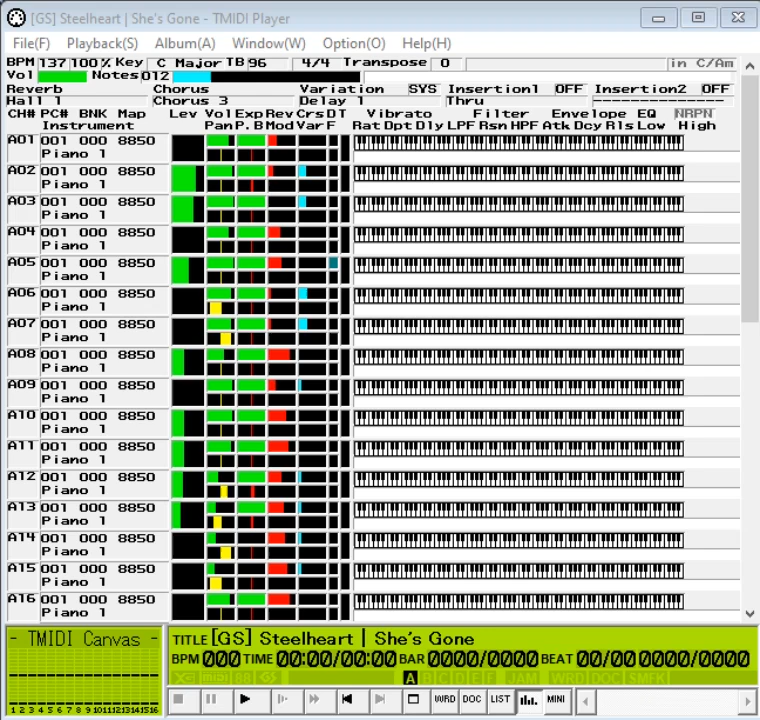 [GS] Steelheart | She's Gone - TMIDI Player
File(F) Playback(S) Album(A) Window(W) Option(O) Help(H)
BPM 137 100% Key C Major TB 96 4/4 Transpose 0 in C/Am
Vol Notes 012
Reverb Chorus Variation SYS Insertion1 OFF Insertion2 OFF
Hall 1 Chorus 3 Delay 1 Thru ----------------
CH# PC# BNK Map Lev Vol Exp Rev Crs DT Vibrato Filter Envelope EQ NRPN
Instrument Pan P.B Mod Var F Rat Dpt Dly LPF Rsn HPF Atk Dcy Rls Low High
A01 001 000 8850
Piano 1
A02 001 000 8850
Piano 1
A03 001 000 8850
Piano 1
A04 001 000 8850
Piano 1
A05 001 000 8850
Piano 1
A06 001 000 8850
Piano 1
A07 001 000 8850
Piano 1
A08 001 000 8850
Piano 1
A09 001 000 8850
Piano 1
A10 001 000 8850
Piano 1
A11 001 000 8850
Piano 1
A12 001 000 8850
Piano 1
A13 001 000 8850
Piano 1
A14 001 000 8850
Piano 1
A15 001 000 8850
Piano 1
A16 001 000 8850
Piano 1
- TMIDI Canvas -
1 2 3 4 5 6 7 8 9 10 11 12 13 14 15 16
TITLE [GS] Steelheart | She's Gone
BPM 000 TIME 00:00/00:00 BAR 0000/0000 BEAT 00/00 0000/0000
XG MIDI 88 GS A B C D E F JAM WRD DOC SMFK
WRD DOC LIST MINI